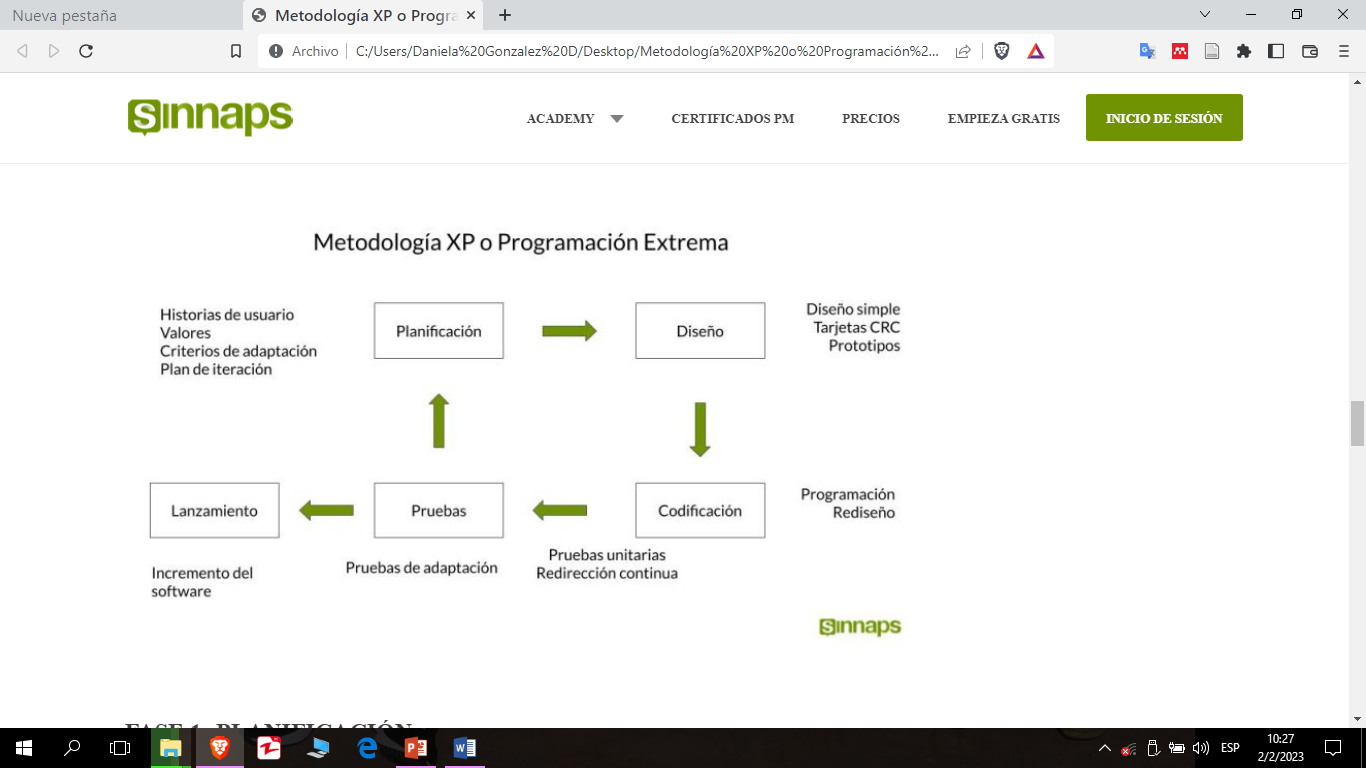 Nueva pestaña
Metodología XP o Progra
Archivo
C:/Users/Daniela%20Gonzalez%20D/Desktop/Metodología%20XP%20o%20Programación%2...
Sinnaps
ACADEMY
CERTIFICADOS PM
PRECIOS
EMPIEZA GRATIS
INICIO DE SESIÓN
Metodología XP o Programación Extrema
Historias de usuario
Valores
Criterios de adaptación
Plan de iteración
Planificación
Diseño
Diseño simple
Tarjetas CRC
Prototipos
Lanzamiento
Pruebas
Codificación
Programación
Rediseño
Incremento del
software
Pruebas de adaptación
Pruebas unitarias
Redirección continua
Sinnaps
FASE 1. PLANIFICACIÓN
ESP
10:27
2/2/2023